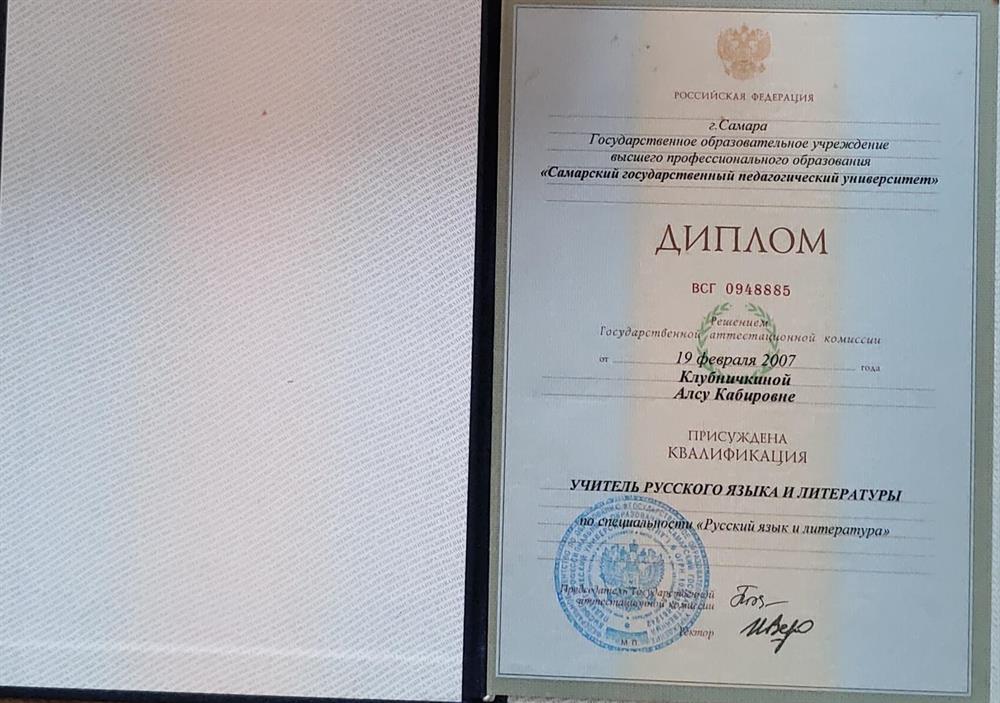 РОССИЙСКАЯ ФЕДЕРАЦИЯ
г.Самара
Государственное образовательное учреждение
высшего профессионального образования
«Самарский государственный педагогический университет»
ДИПЛОМ
ВСГ 0948885
Решением
Государственной аттестационной комиссии
от 19 февраля 2007 года
Клубничкиной
Алсу Кабировне
ПРИСУЖДЕНА
КВАЛИФИКАЦИЯ
УЧИТЕЛЬ РУССКОГО ЯЗЫКА И ЛИТЕРАТУРЫ
по специальности «Русский язык и литература»
Председатель Государственной
аттестационной комиссии
Ректор
М.П.